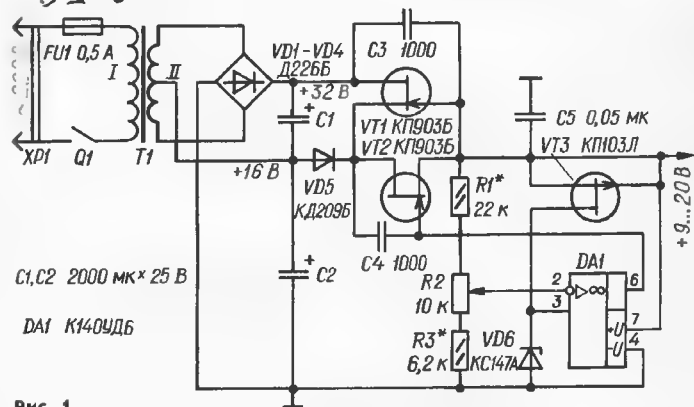 FU1 0,5 А
I
II
VD1-VD4
Д226Б
C3 1000
+32 В
+
C1
VT1 КП903Б
VT2 КП903Б
C5 0,05 мк
VT3 КП103Л
XP1
Q1
T1
+16 В
VD5
КД209Б
R1*
22 к
+9...20 В
+
C2
C4 1000
C1, C2 2000 мк × 25 В
R2
10 к
DA1
2
3
6
7
+U
-U
4
DA1 К140УД6
R3*
6,2 к
VD6
КС147А
Рис. 1